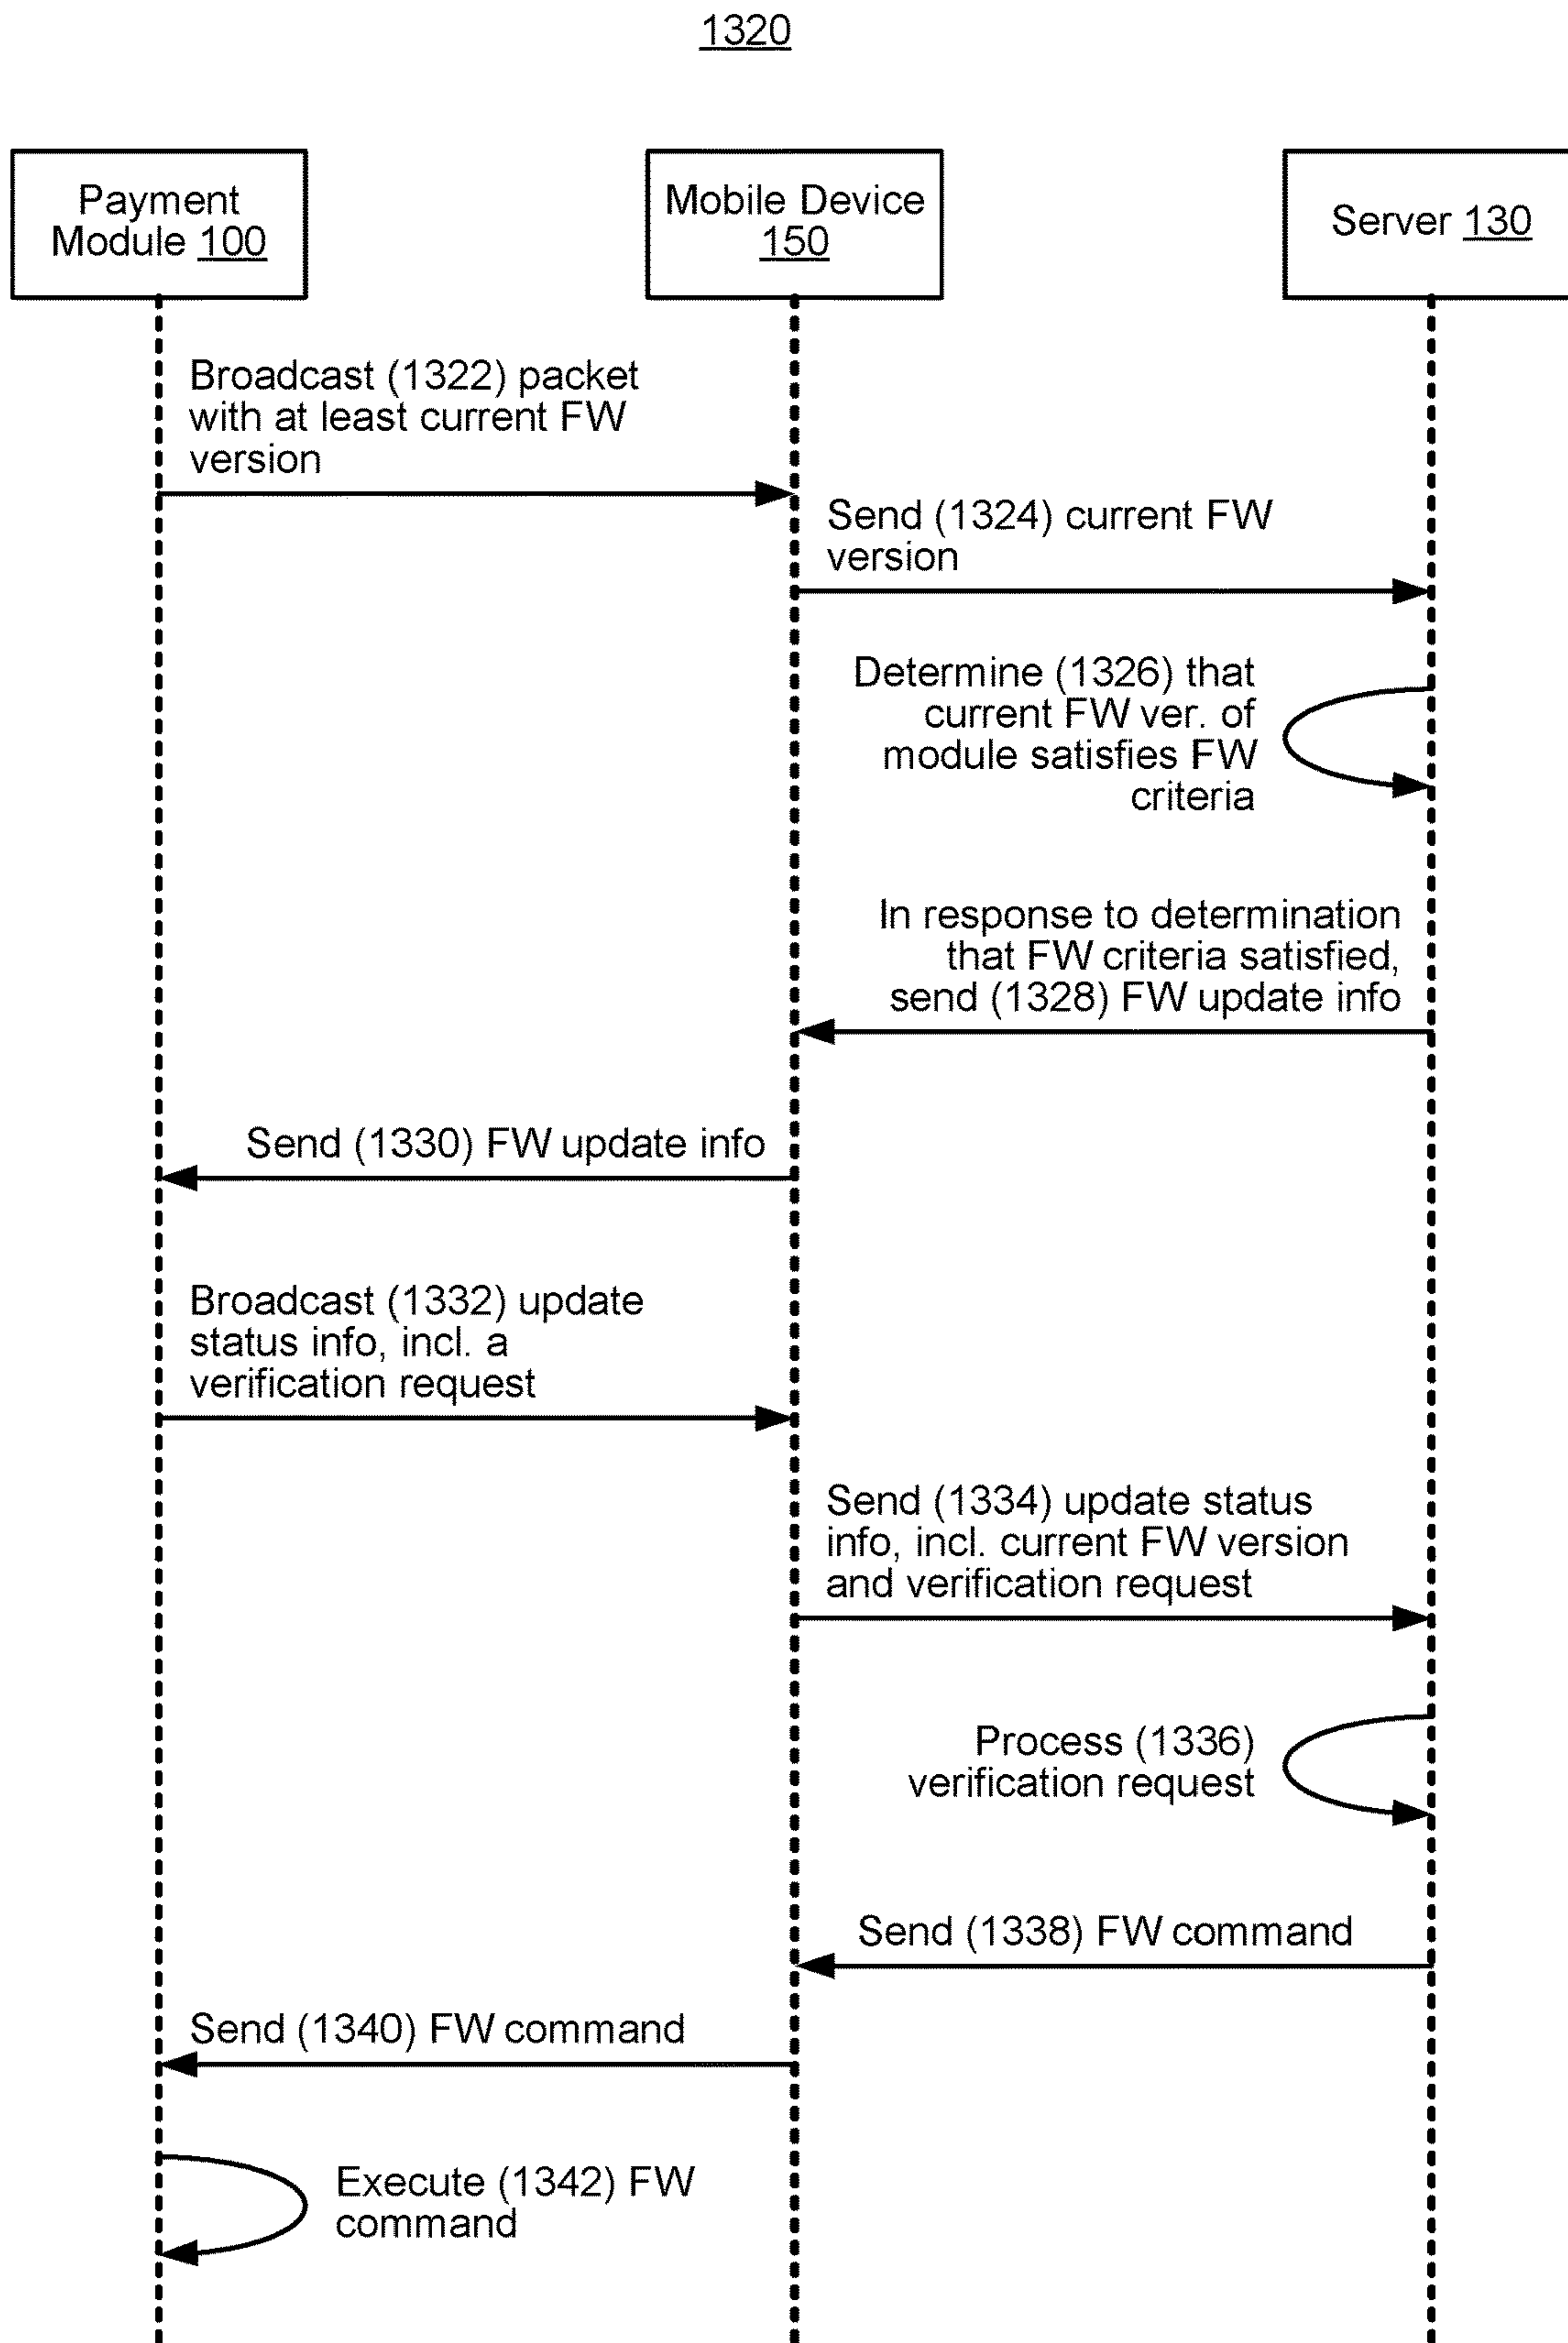 1320
Payment
Module 100
Mobile Device
150
Server 130
Broadcast (1322) packet
with at least current FW
version
Send (1324) current FW
version
Determine (1326) that
current FW ver. of
module satisfies FW
criteria
In response to determination
that FW criteria satisfied,
send (1328) FW update info
Send (1330) FW update info
Broadcast (1332) update
status info, incl. a
verification request
Send (1334) update status
info, incl. current FW version
and verification request
Process (1336)
verification request
Send (1338) FW command
Send (1340) FW command
Execute (1342) FW
command